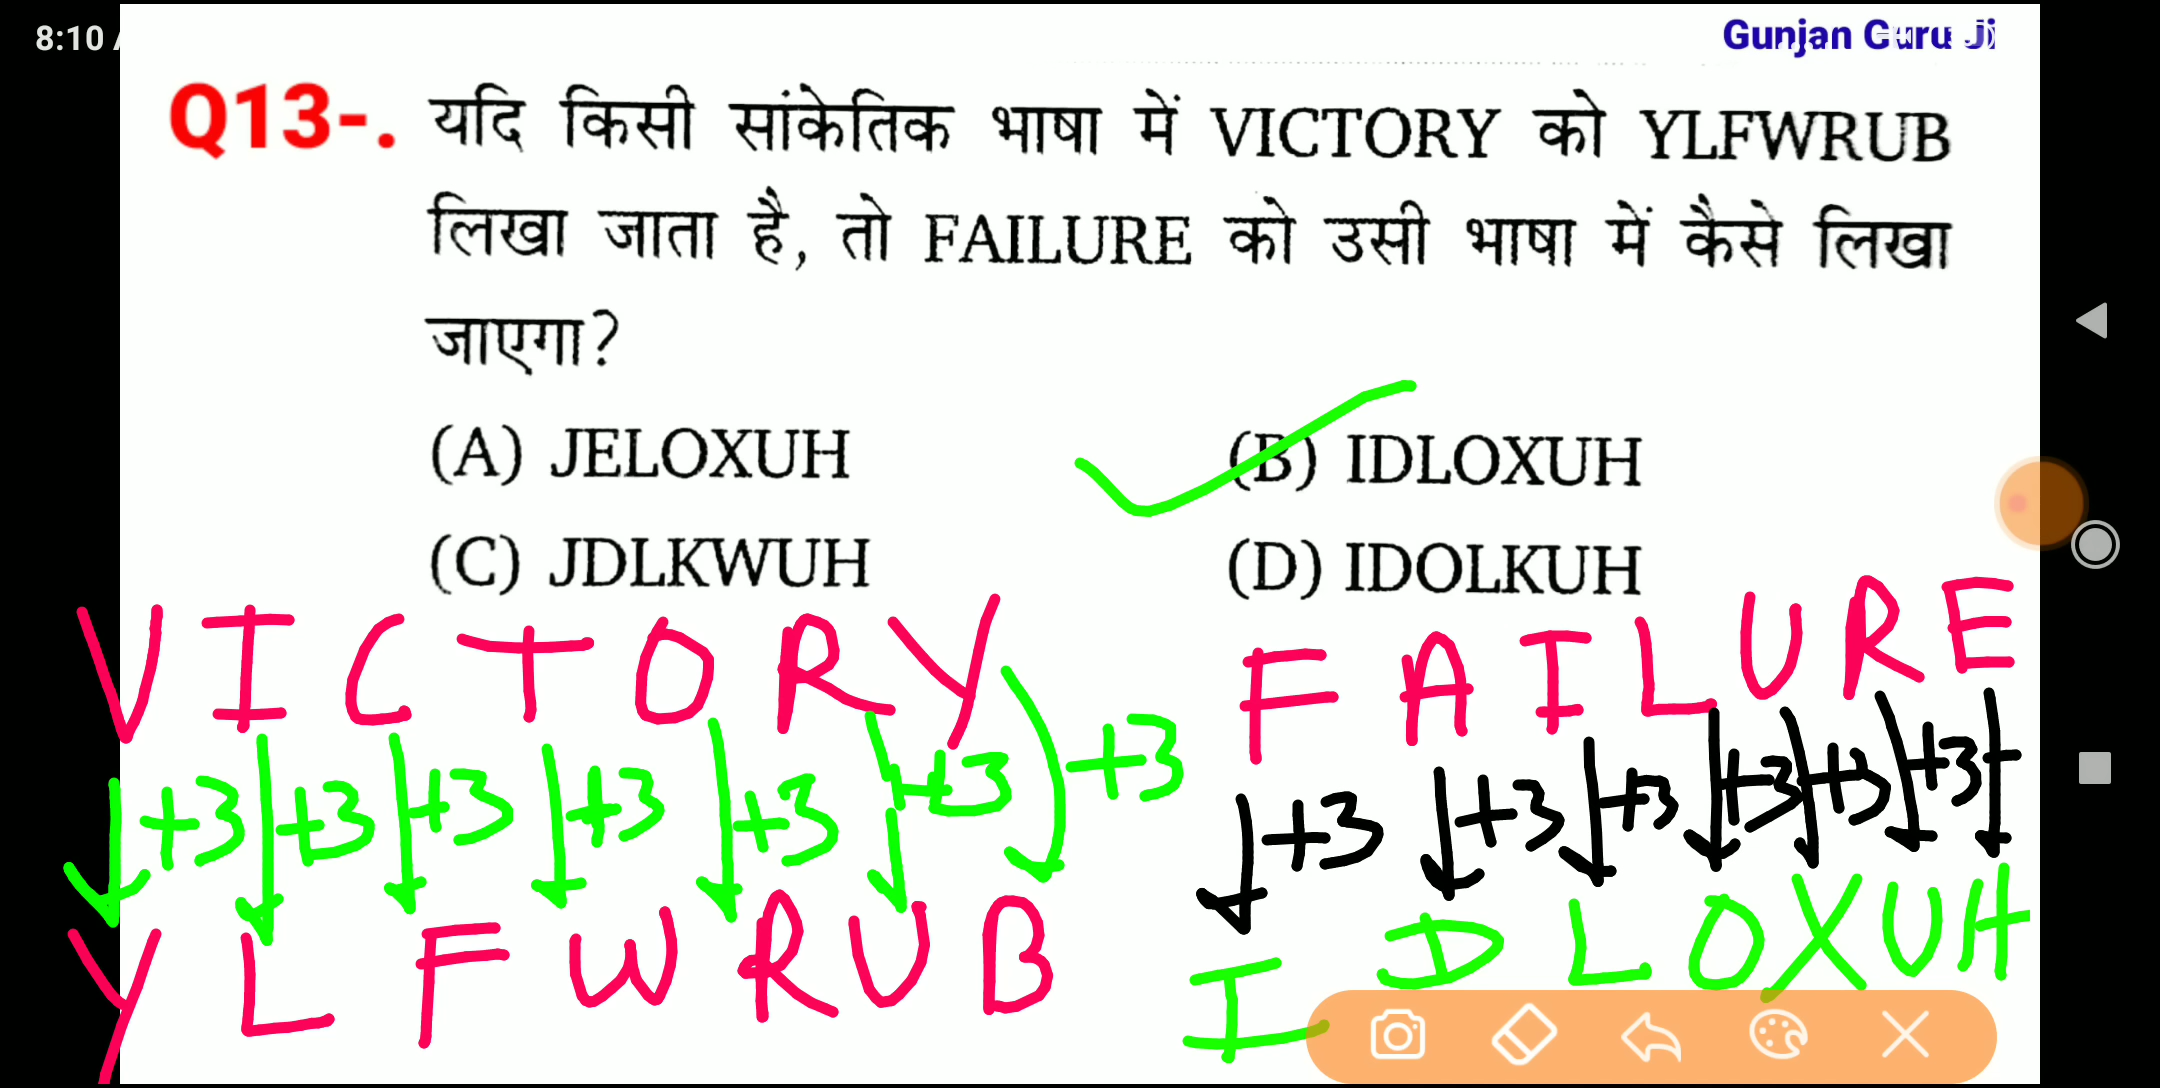 8:10
Gunjan Guru Ji
Q13-. यदि किसी सांकेतिक भाषा में VICTORY को YLFWRUB
लिखा जाता है, तो FAILURE को उसी भाषा में कैसे लिखा
जाएगा?
(A) JELOXUH (B) IDLOXUH
(C) JDLKWUH (D) IDOLKUH
VICTORY FAILURE
+3 +3 +3 +3 +3 +3 +3 +3 +3 +3 +3 +3 +3
YLFWRUB IDLOXUH